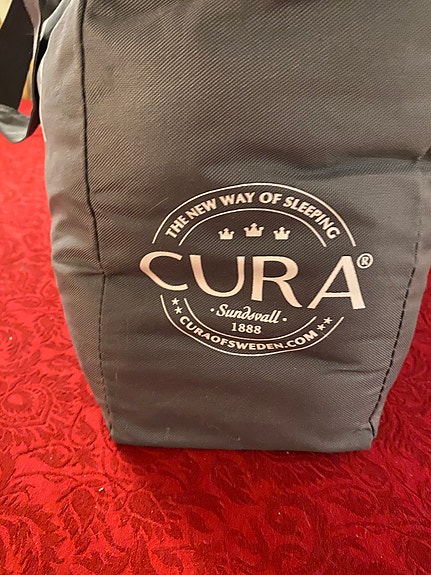 THE NEW WAY OF SLEEPING
CURA®
· Sundsvall ·
1888
★★ CURAOFSWEDEN.COM ★★